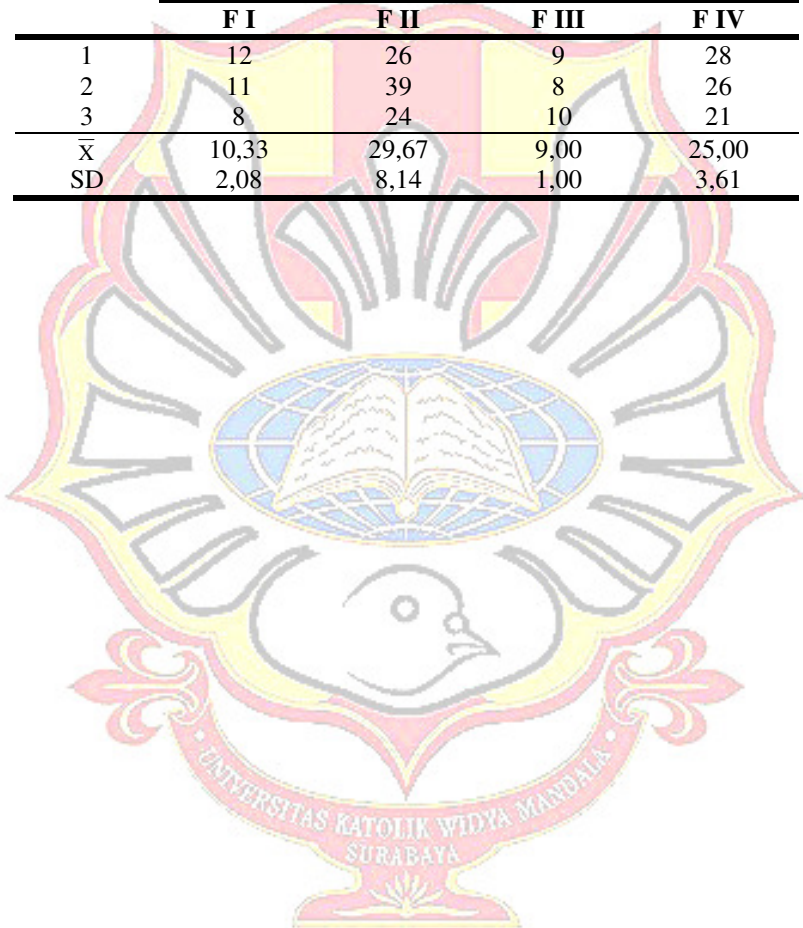 F I F II F III F IV
1 12 26 9 28
2 11 39 8 26
3 8 24 10 21
x̅ 10,33 29,67 9,00 25,00
SD 2,08 8,14 1,00 3,61
UNIVERSITAS KATOLIK WIDYA MANDALA
SURABAYA